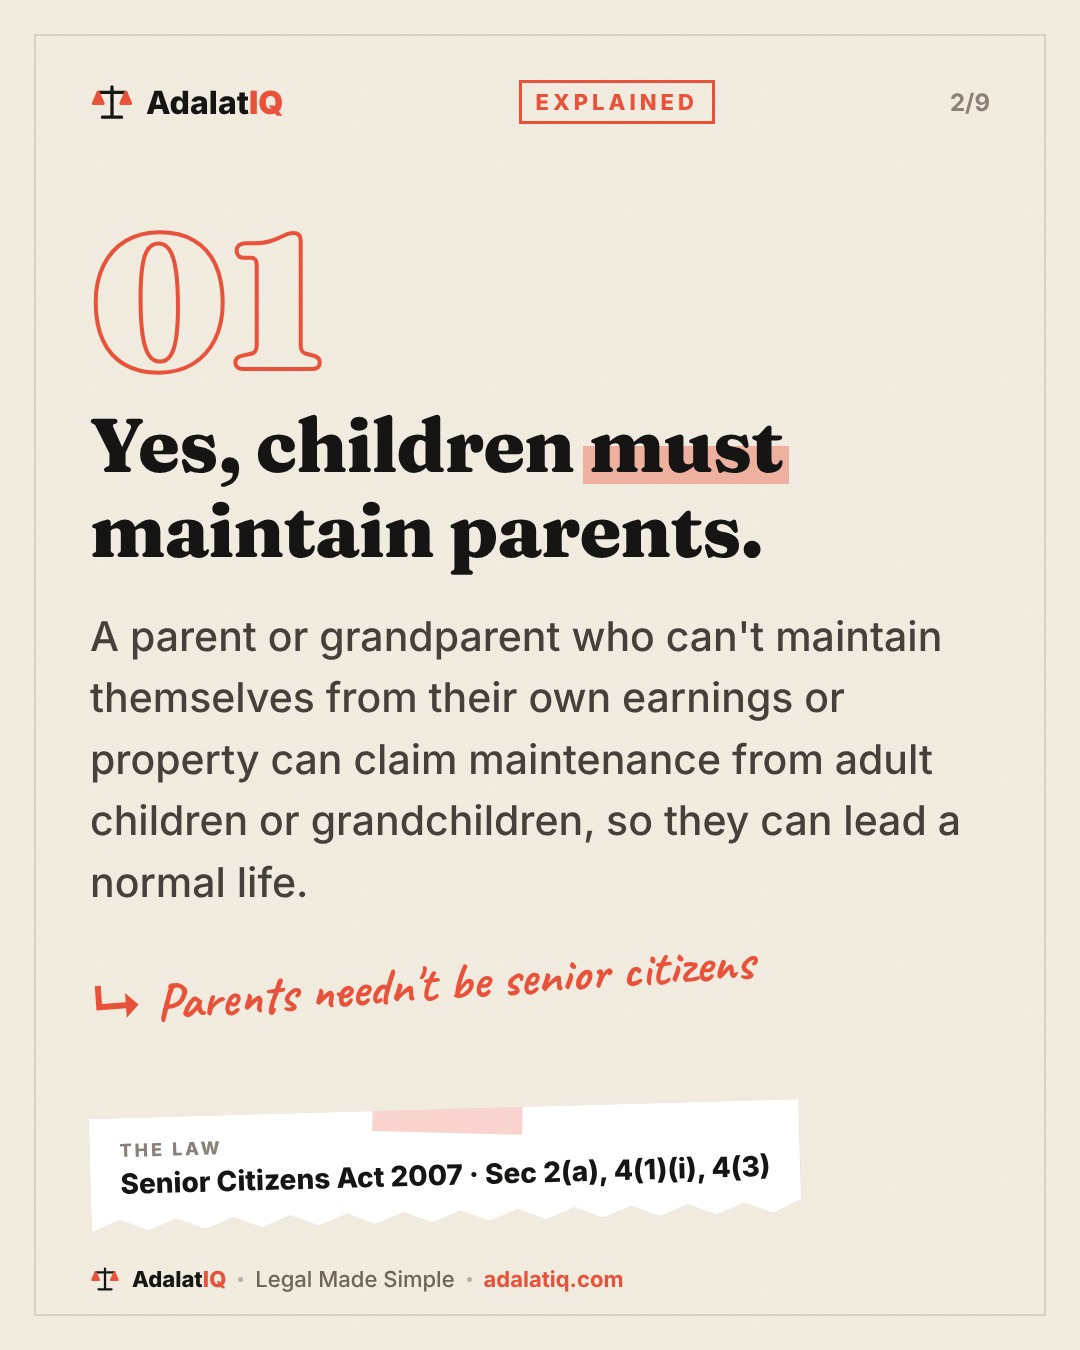 AdalatIQ
EXPLAINED
2/9
01
Yes, children must
maintain parents.
A parent or grandparent who can't maintain
themselves from their own earnings or
property can claim maintenance from adult
children or grandchildren, so they can lead a
normal life.
↳ Parents needn't be senior citizens
THE LAW
Senior Citizens Act 2007 · Sec 2(a), 4(1)(i), 4(3)
AdalatIQ • Legal Made Simple • adalatiq.com